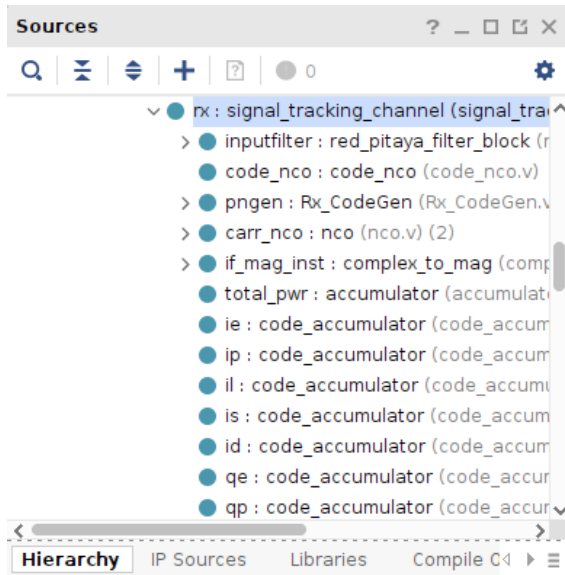 Sources ? _
0
rx : signal_tracking_channel (signal_tra
inputfilter : red_pitaya_filter_block (r
code_nco : code_nco (code_nco.v)
pngen : Rx_CodeGen (Rx_CodeGen.v
carr_nco : nco (nco.v) (2)
if_mag_inst : complex_to_mag (comp
total_pwr : accumulator (accumulat
ie : code_accumulator (code_accum
ip : code_accumulator (code_accum
il : code_accumulator (code_accumu
is : code_accumulator (code_accum
id : code_accumulator (code_accum
qe : code_accumulator (code_accur
qp : code_accumulator (code_accur
Hierarchy IP Sources Libraries Compile O